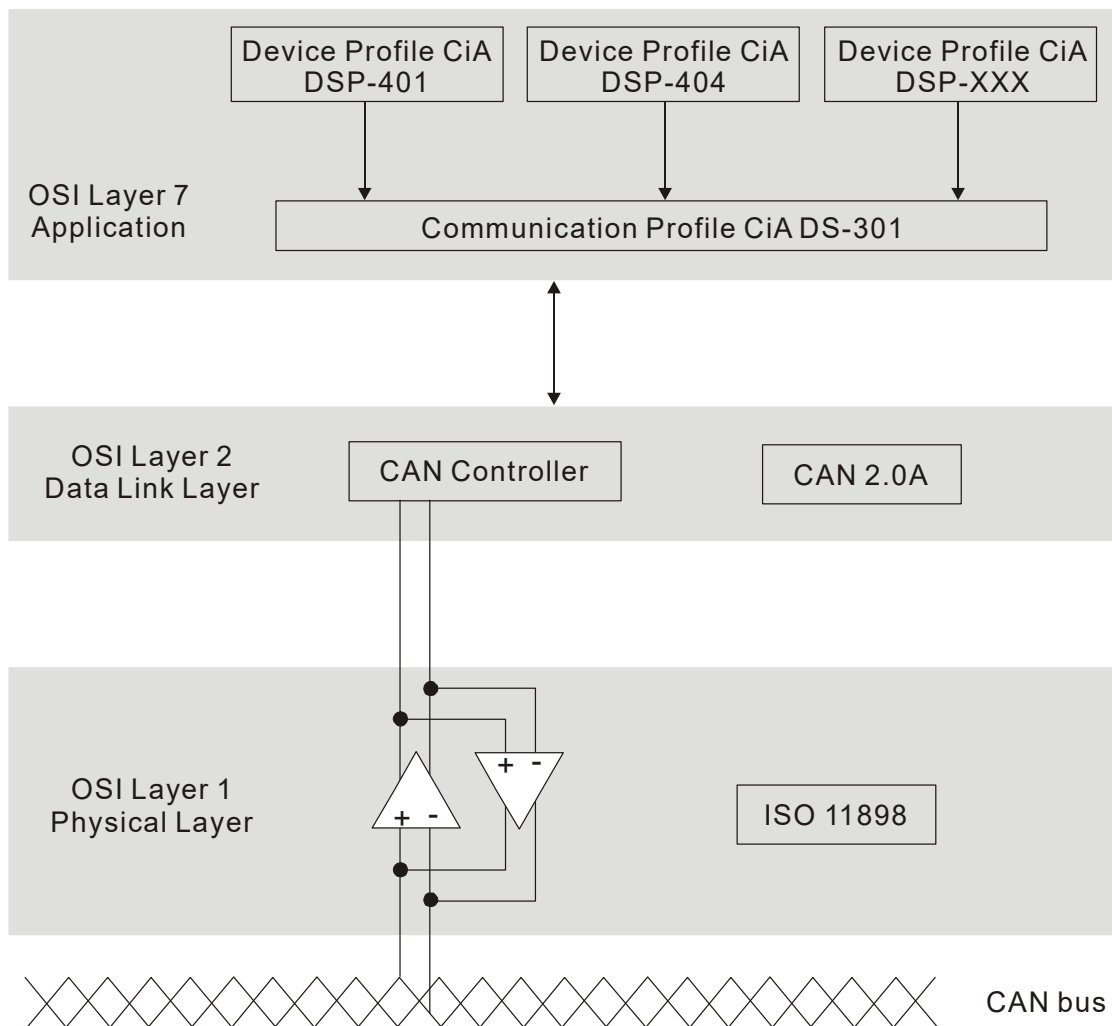 Device Profile CiA
DSP-401
Device Profile CiA
DSP-404
Device Profile CiA
DSP-XXX
OSI Layer 7
Application
Communication Profile CiA DS-301
OSI Layer 2
Data Link Layer
CAN Controller
CAN 2.0A
OSI Layer 1
Physical Layer
+ -
+ -
ISO 11898
CAN bus